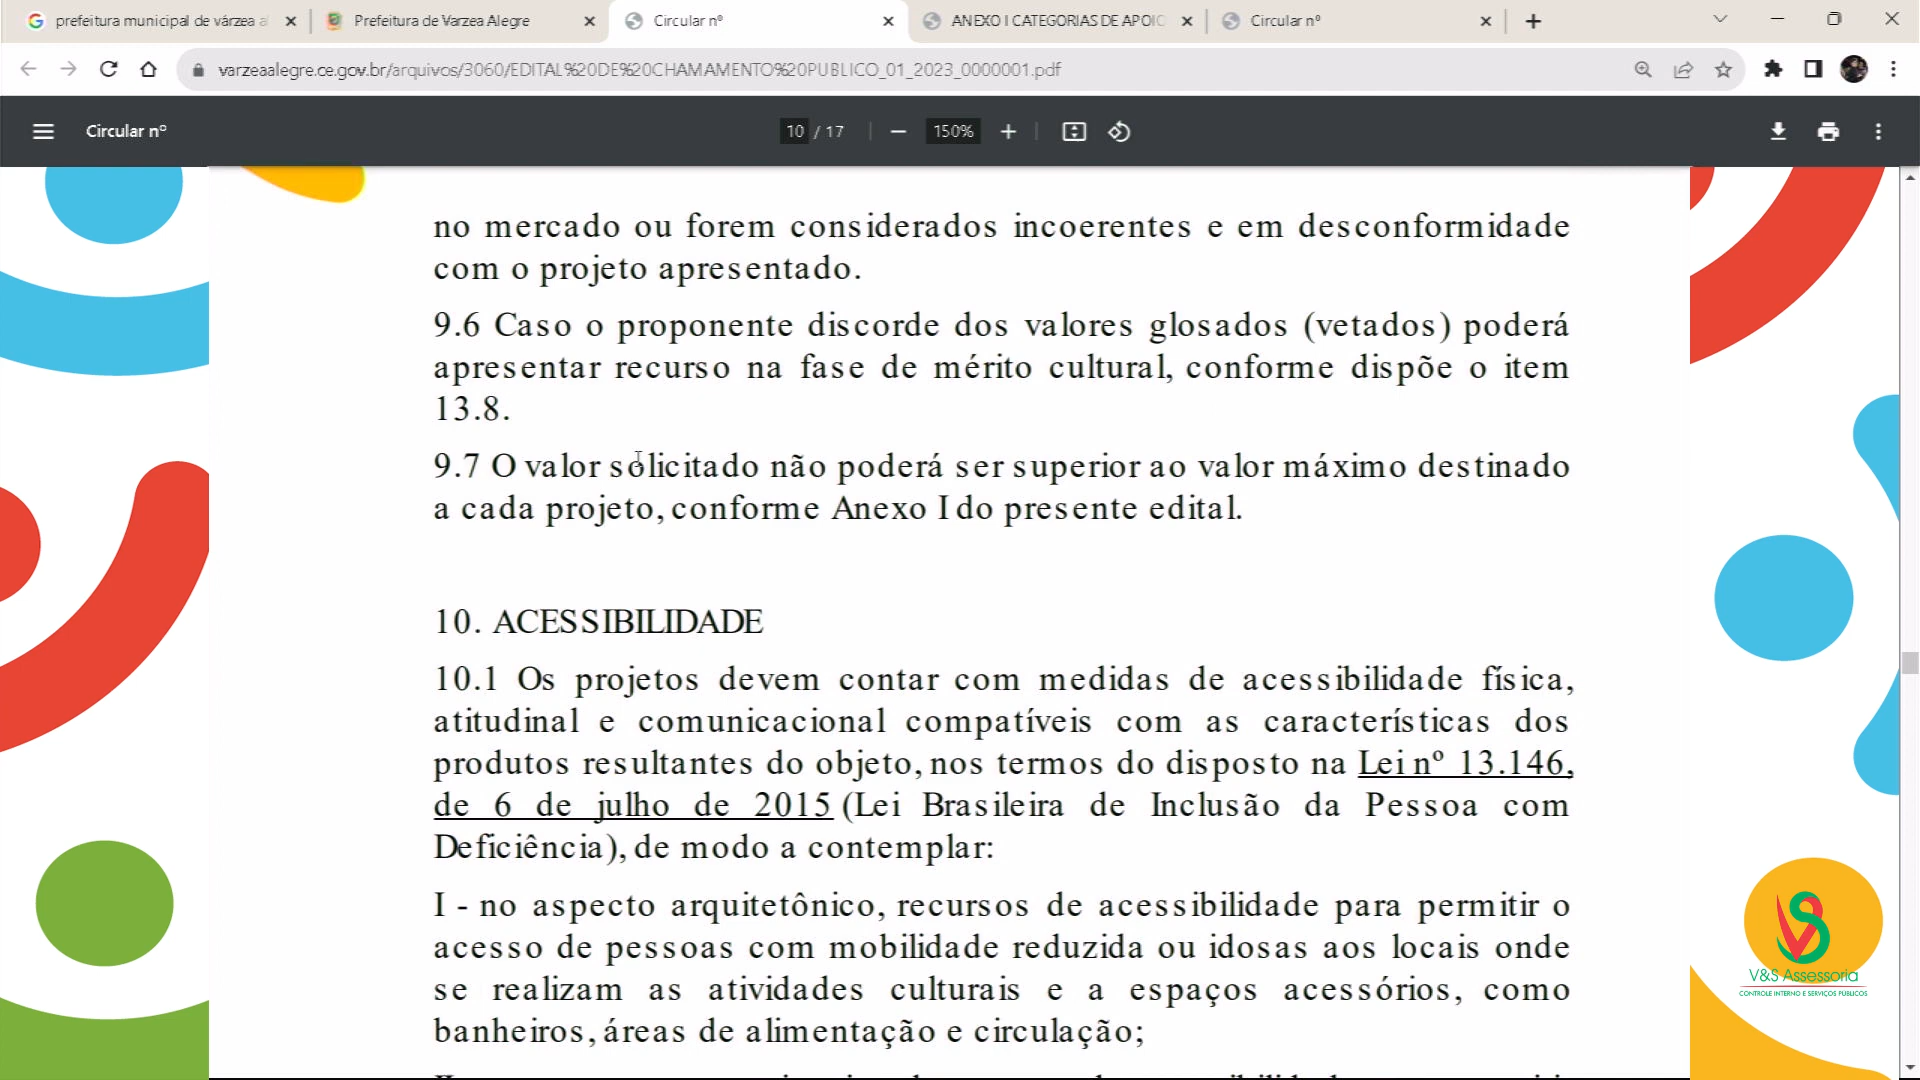 prefeitura municipal de várzea al
Prefeitura de Varzea Alegre
Circular nº
ANEXO I CATEGORIAS DE APOIO
Circular nº
varzeaalegre.ce.gov.br/arquivos/3060/EDITAL%20DE%20CHAMAMENTO%20PUBLICO_01_2023_0000001.pdf
Circular nº
10 / 17
150%
no mercado ou forem considerados incoerentes e em desconformidade
com o projeto apresentado.
9.6 Caso o proponente discorde dos valores glosados (vetados) poderá
apresentar recurso na fase de mérito cultural, conforme dispõe o item
13.8.
9.7 O valor solicitado não poderá ser superior ao valor máximo destinado
a cada projeto, conforme Anexo I do presente edital.
10. ACESSIBILIDADE
10.1 Os projetos devem contar com medidas de acessibilidade física,
atitudinal e comunicacional compatíveis com as características dos
produtos resultantes do objeto, nos termos do disposto na Lei nº 13.146,
de 6 de julho de 2015 (Lei Brasileira de Inclusão da Pessoa com
Deficiência), de modo a contemplar:
I - no aspecto arquitetônico, recursos de acessibilidade para permitir o
acesso de pessoas com mobilidade reduzida ou idosas aos locais onde
se realizam as atividades culturais e a espaços acessórios, como
banheiros, áreas de alimentação e circulação;
VS
V&S Assessoria
CONTROLE INTERNO E SERVIÇOS PÚBLICOS